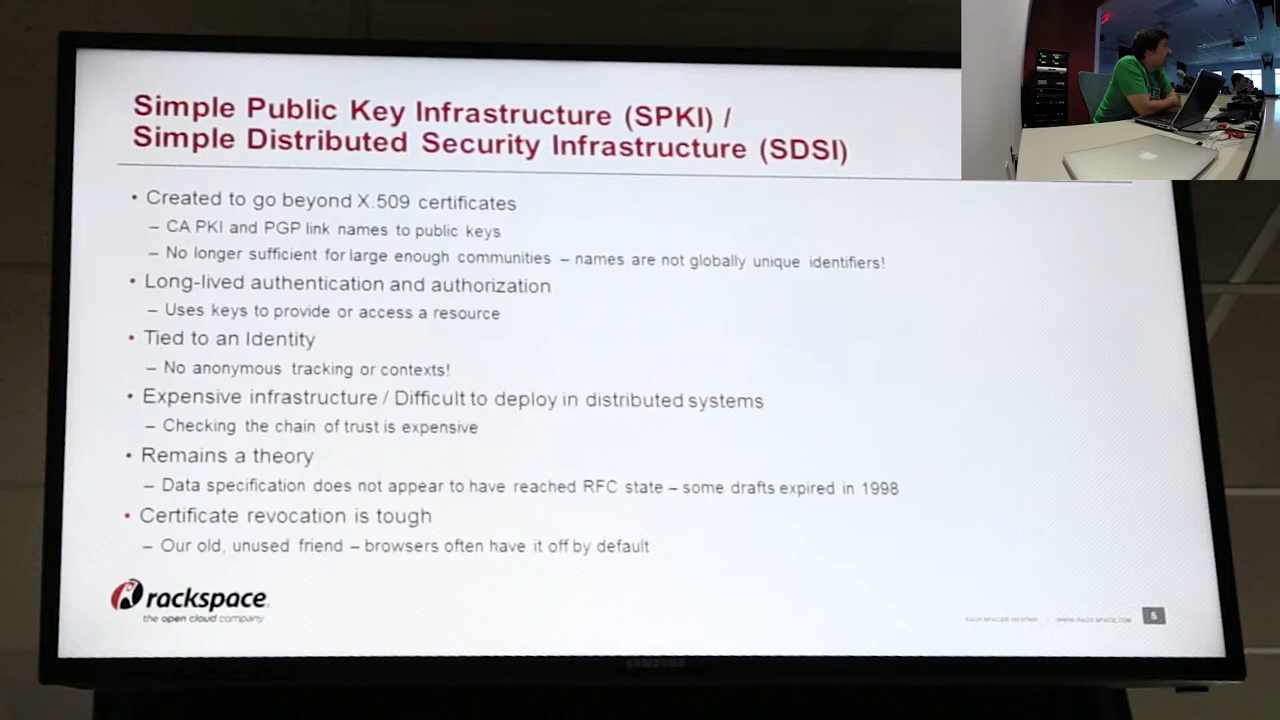 Simple Public Key Infrastructure (SPKI) /
Simple Distributed Security Infrastructure (SDSI)
• Created to go beyond X.509 certificates
– CA PKI and PGP link names to public keys
– No longer sufficient for large enough communities – names are not globally unique identifiers!
• Long-lived authentication and authorization
– Uses keys to provide or access a resource
• Tied to an Identity
– No anonymous tracking or contexts!
• Expensive infrastructure / Difficult to deploy in distributed systems
– Checking the chain of trust is expensive
• Remains a theory
– Data specification does not appear to have reached RFC state – some drafts expired in 1998
• Certificate revocation is tough
– Our old, unused friend – browsers often have it off by default
rackspace
the open cloud company
WWW.RACKSPACE.COM
SAMSUNG